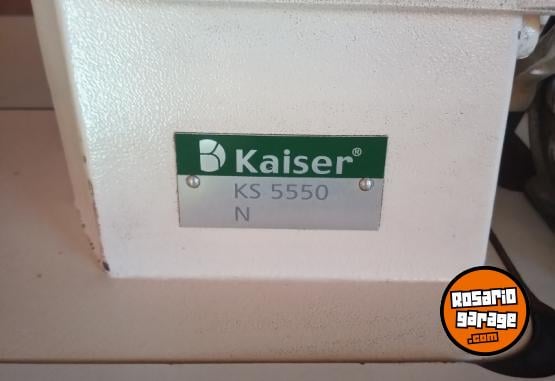 Kaiser®
KS 5550
N
Rosario
garage
.com